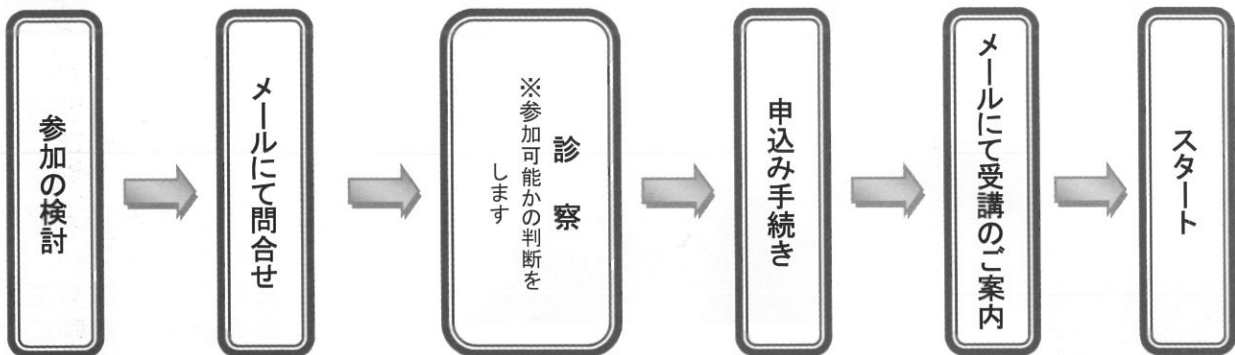 参加の検討
メールにて問合せ
診察
※参加可能かの判断を
します
申込み手続き
メールにて受講のご案内
スタート